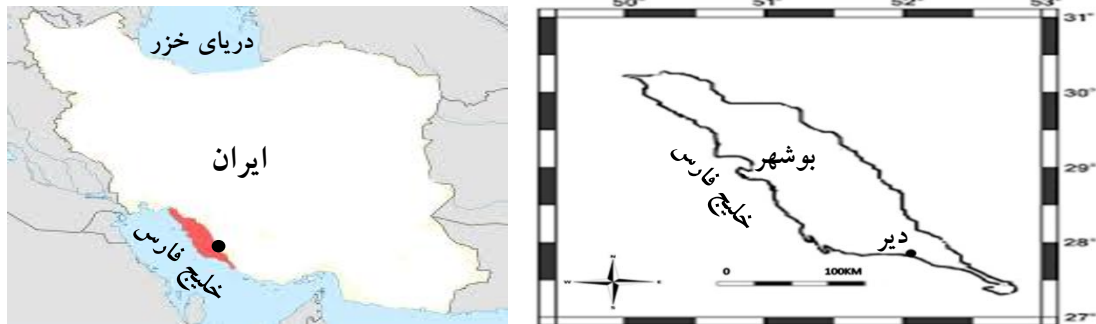 دریای خزر
ایران
خلیج فارس
50°
51°
52°
53°
31°
30°
29°
28°
27°
بوشهر
خلیج فارس
دیر
0
100KM
N
W
E
S